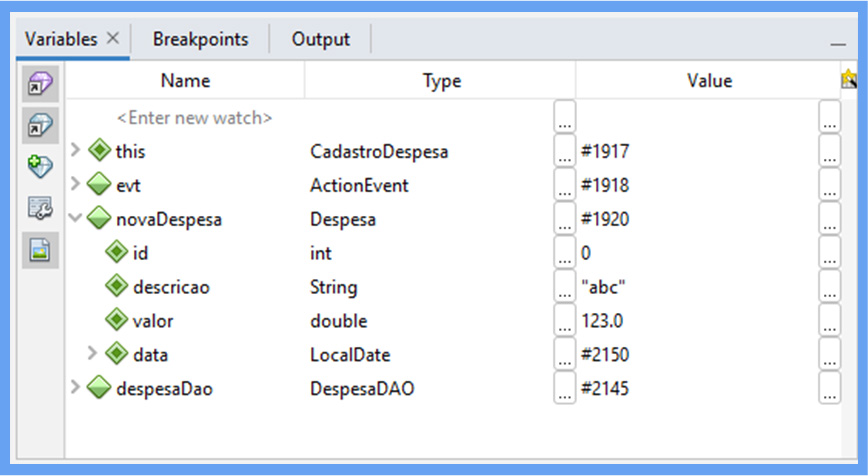 Variables Breakpoints Output
Name Type Value
<Enter new watch> ... ...
this CadastroDespesa ... #1917 ...
evt ActionEvent ... #1918 ...
novaDespesa Despesa ... #1920 ...
id int ... 0 ...
descricao String ... "abc" ...
valor double ... 123.0 ...
data LocalDate ... #2150 ...
despesaDao DespesaDAO ... #2145 ...